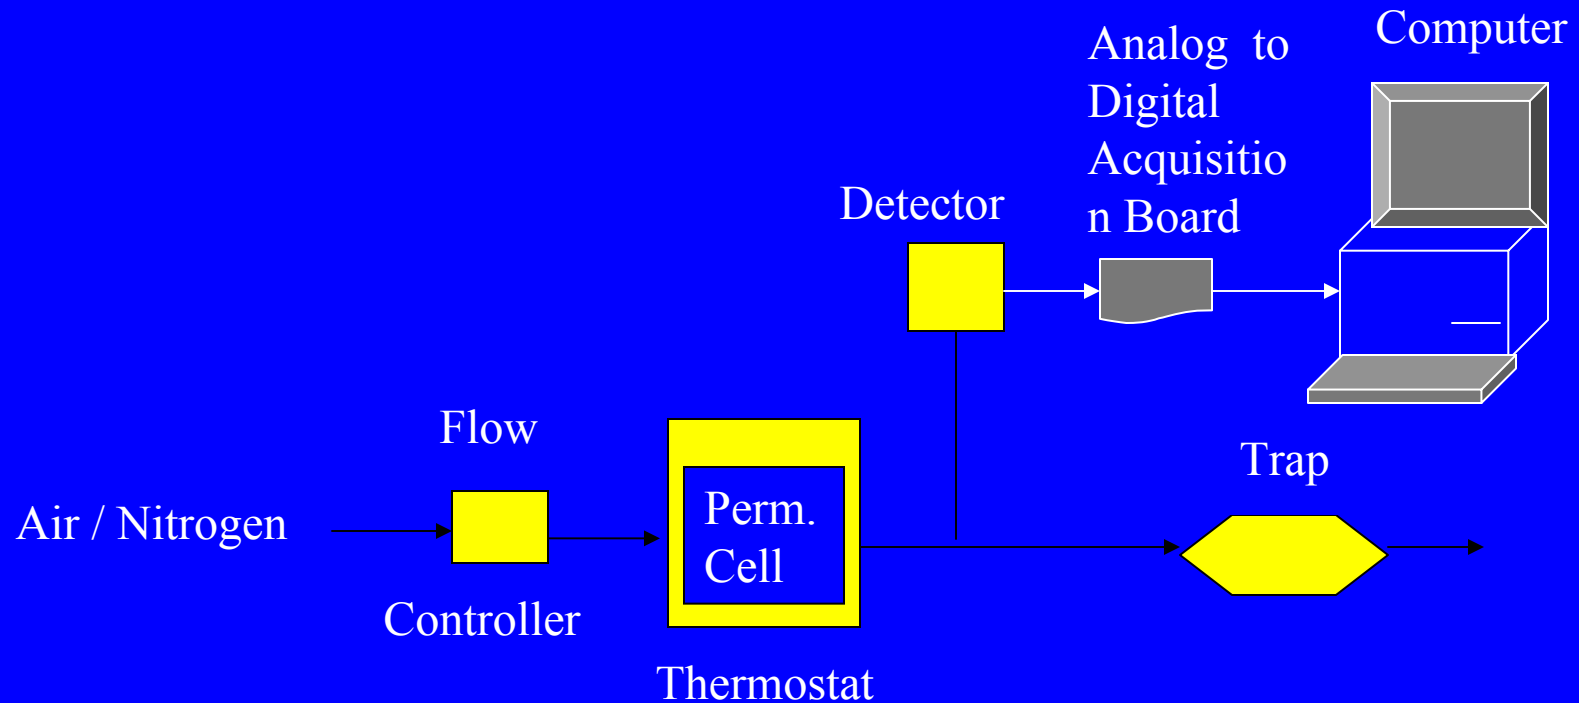 Computer
Analog to
Digital
Acquisitio
n Board
Detector
Flow
Controller
Air / Nitrogen
Perm.
Cell
Thermostat
Trap